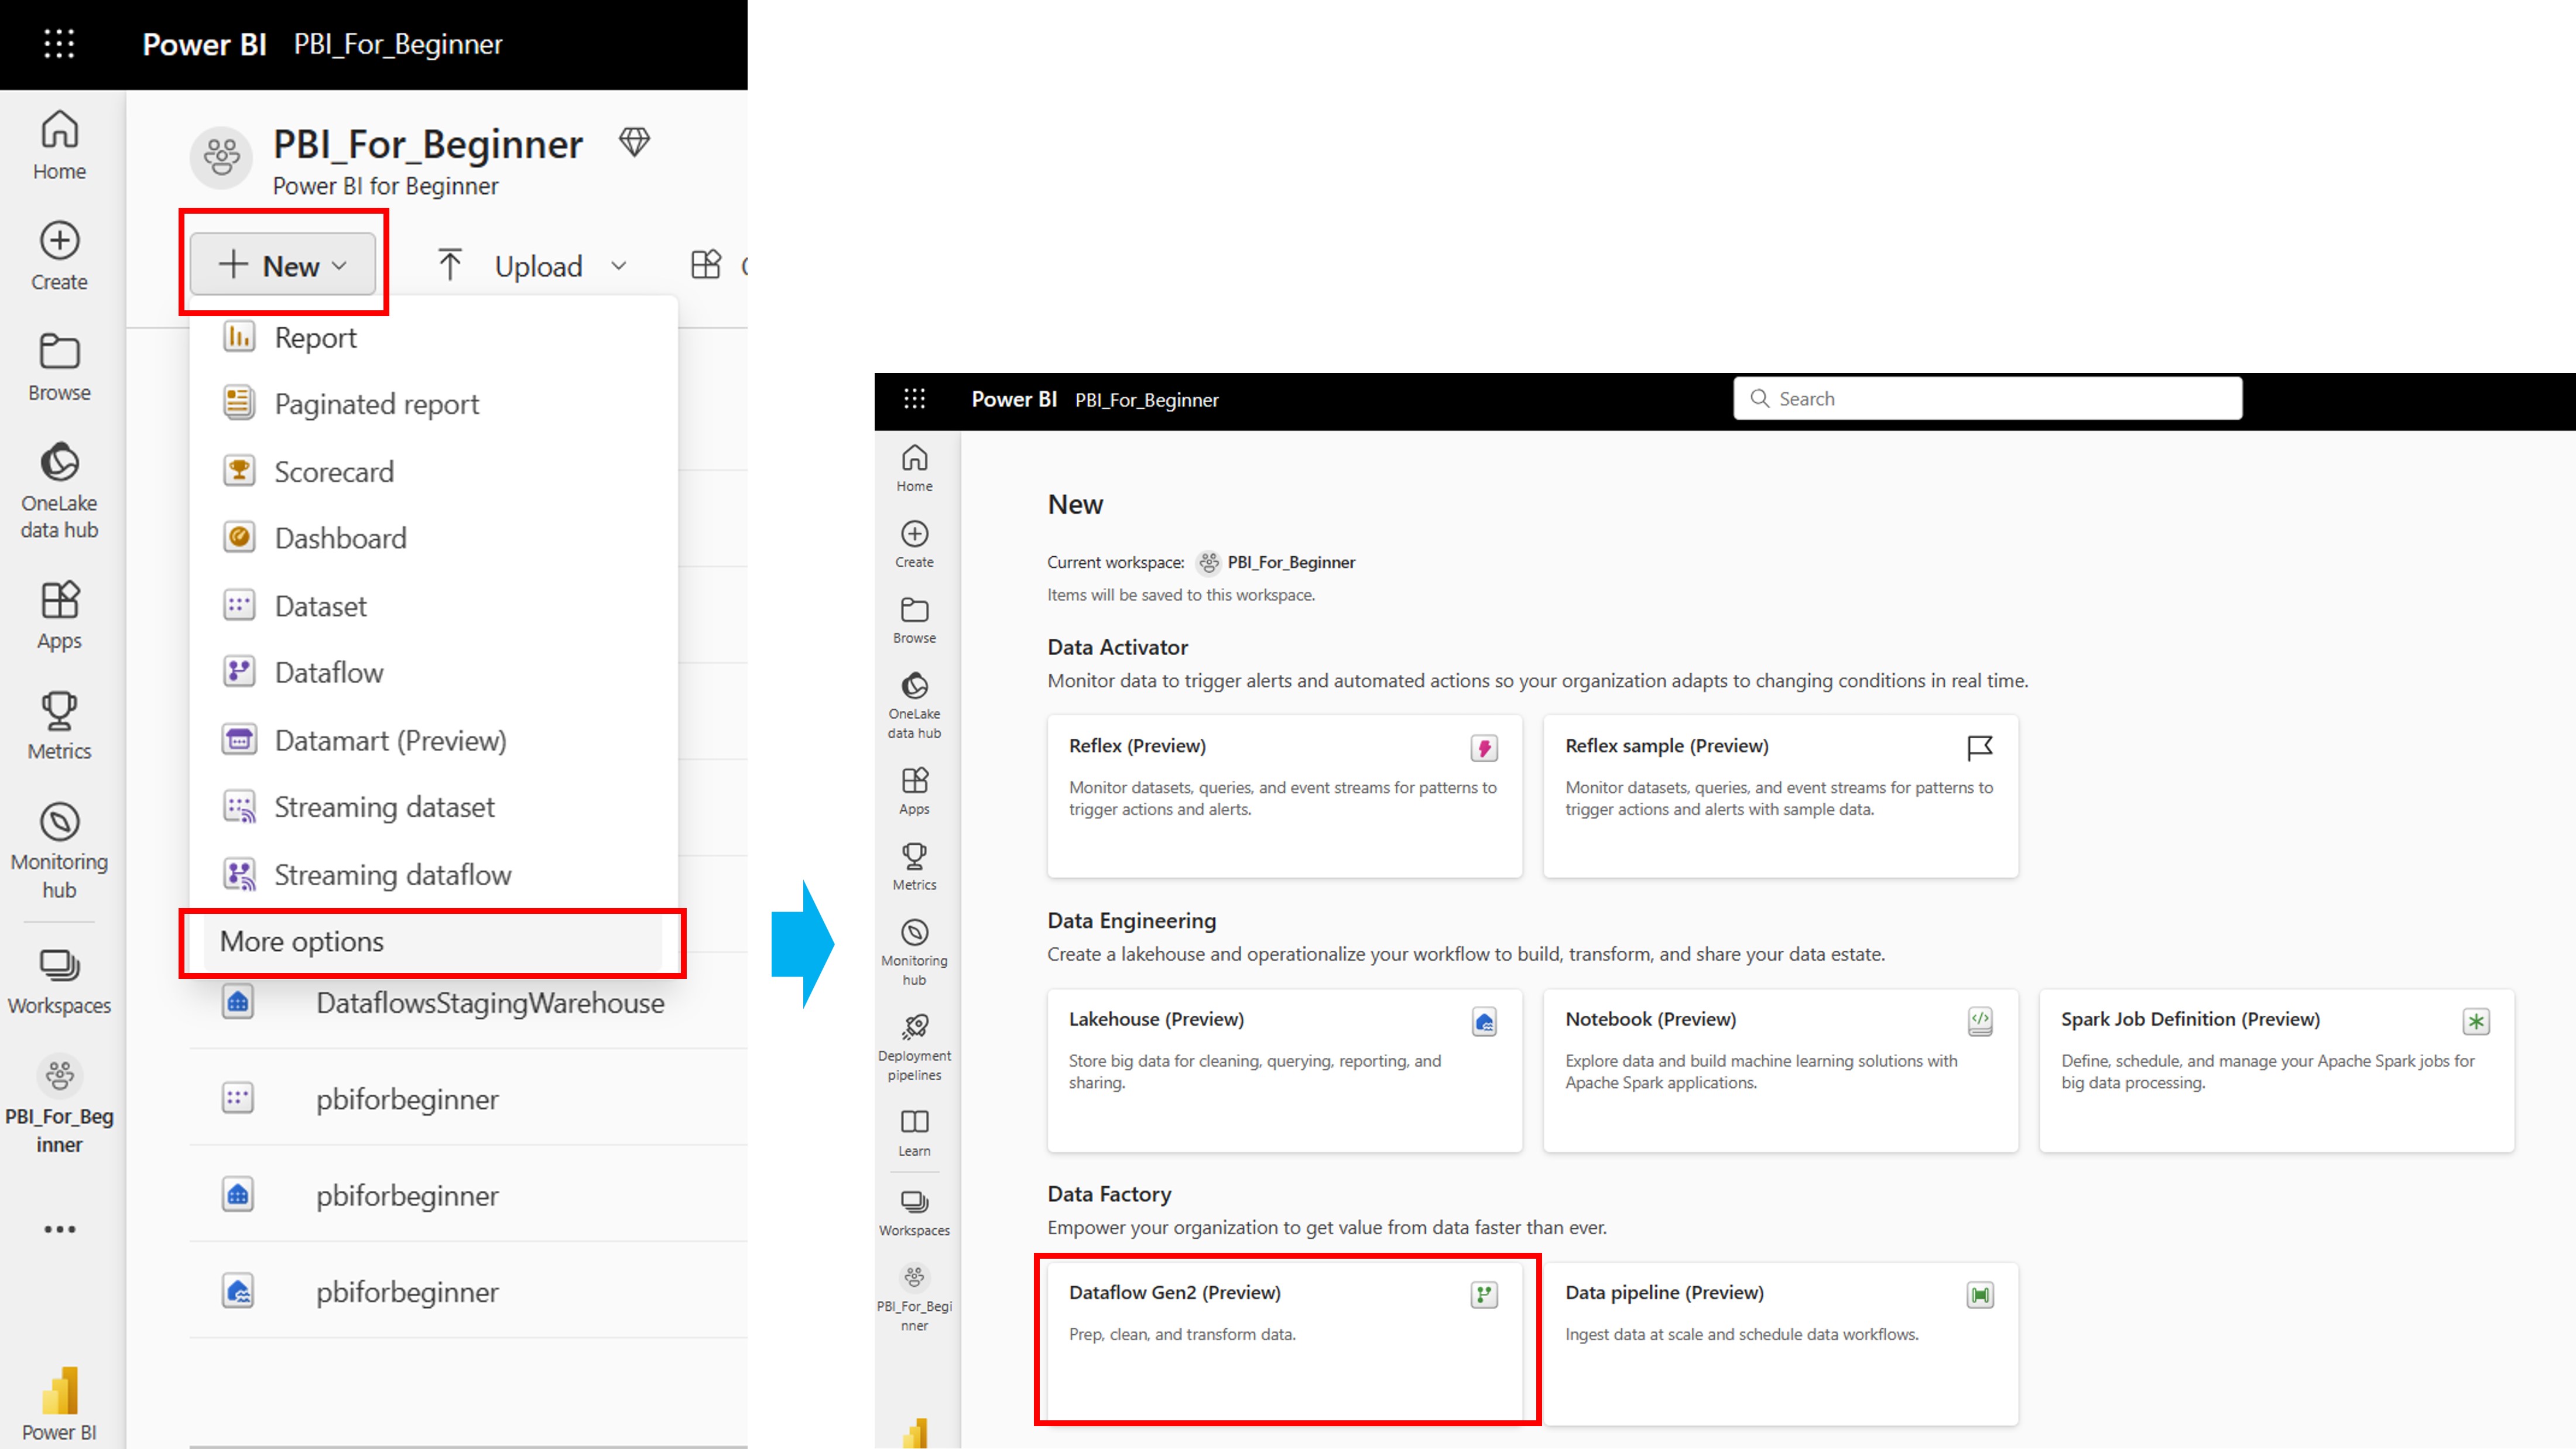 Power BI PBI_For_Beginner
Home
Create
Browse
OneLake
data hub
Apps
Metrics
Monitoring
hub
Workspaces
PBI_For_Beg
inner
Power BI
PBI_For_Beginner
Power BI for Beginner
New
Upload
Report
Paginated report
Scorecard
Dashboard
Dataset
Dataflow
Datamart (Preview)
Streaming dataset
Streaming dataflow
More options
DataflowsStagingWarehouse
pbiforbeginner
pbiforbeginner
pbiforbeginner
Power BI PBI_For_Beginner
Search
Home
Create
Browse
OneLake
data hub
Apps
Metrics
Monitoring
hub
Deployment
pipelines
Learn
Workspaces
PBI_For_Begi
nner
New
Current workspace: PBI_For_Beginner
Items will be saved to this workspace.
Data Activator
Monitor data to trigger alerts and automated actions so your organization adapts to changing conditions in real time.
Reflex (Preview)
Monitor datasets, queries, and event streams for patterns to
trigger actions and alerts.
Reflex sample (Preview)
Monitor datasets, queries, and event streams for patterns to
trigger actions and alerts with sample data.
Data Engineering
Create a lakehouse and operationalize your workflow to build, transform, and share your data estate.
Lakehouse (Preview)
Store big data for cleaning, querying, reporting, and
sharing.
Notebook (Preview)
Explore data and build machine learning solutions with
Apache Spark applications.
Spark Job Definition (Preview)
Define, schedule, and manage your Apache Spark jobs for
big data processing.
Data Factory
Empower your organization to get value from data faster than ever.
Dataflow Gen2 (Preview)
Prep, clean, and transform data.
Data pipeline (Preview)
Ingest data at scale and schedule data workflows.